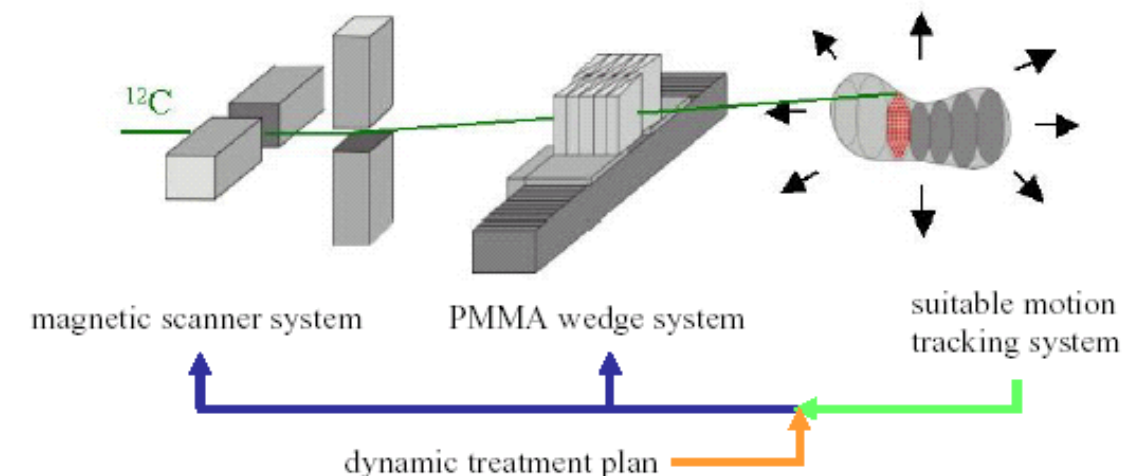 ¹²C
magnetic scanner system
PMMA wedge system
suitable motion
tracking system
dynamic treatment plan